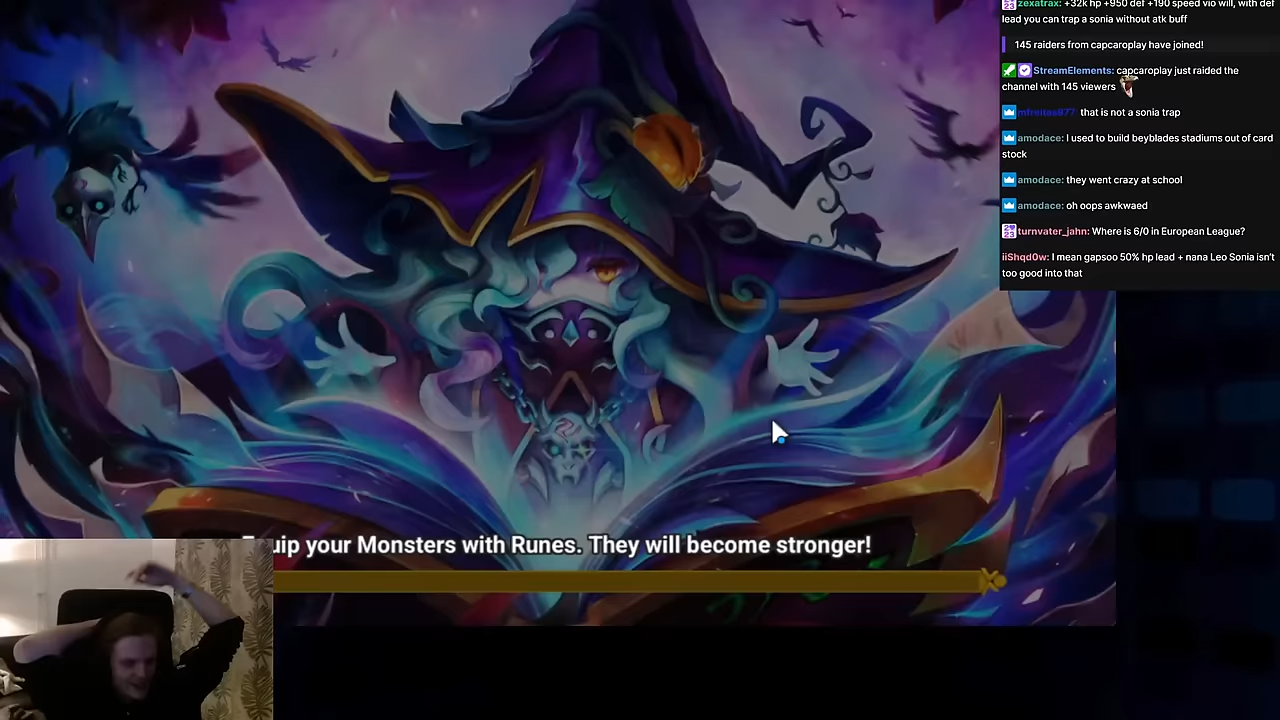 zexatrax: +32k hp +950 def +190 speed vio will, with def
lead you can trap a sonia without atk buff
145 raiders from capcaroplay have joined!
StreamElements: capcaroplay just raided the
channel with 145 viewers
mfreitas977: that is not a sonia trap
amodace: I used to build beyblades stadiums out of card
stock
amodace: they went crazy at school
amodace: oh oops awkwaed
turnvater_jahn: Where is 6/0 in European League?
iiShqd0w: I mean gapsoo 50% hp lead + nana Leo Sonia isn't
too good into that
uip your Monsters with Runes. They will become stronger!